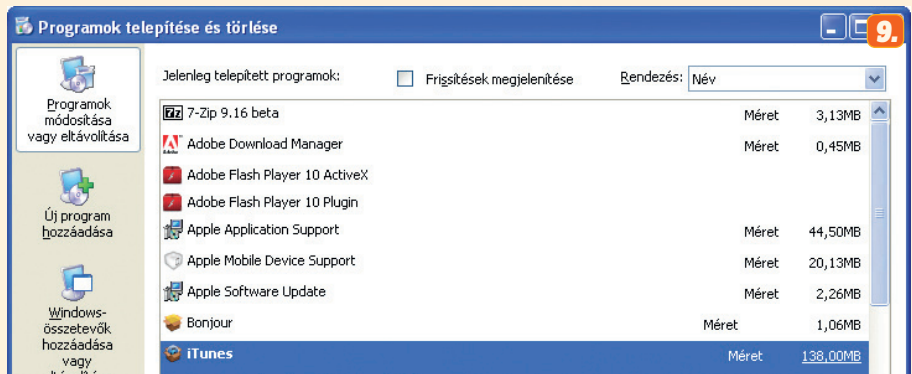 Programok telepítése és törlése
9.
Programok
módosítása
vagy eltávolítása
Új program
hozzáadása
Windows-
összetevők
hozzáadása
vagy
Jelenleg telepített programok: Frissítések megjelenítése Rendezés: Név
7-Zip 9.16 beta Méret 3,13MB
Adobe Download Manager Méret 0,45MB
Adobe Flash Player 10 ActiveX
Adobe Flash Player 10 Plugin
Apple Application Support Méret 44,50MB
Apple Mobile Device Support Méret 20,13MB
Apple Software Update Méret 2,26MB
Bonjour Méret 1,06MB
iTunes Méret 138,00MB